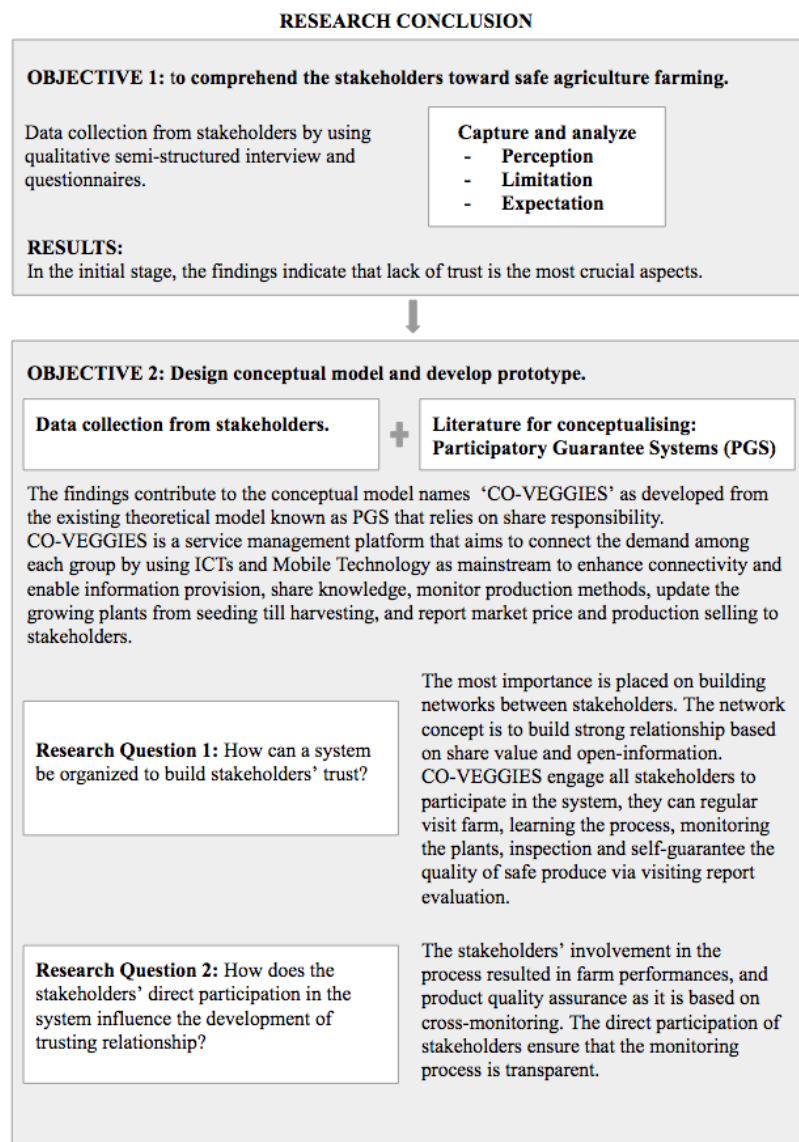 RESEARCH CONCLUSION
OBJECTIVE 1: to comprehend the stakeholders toward safe agriculture farming.
Data collection from stakeholders by using
qualitative semi-structured interview and
questionnaires.
Capture and analyze
- Perception
- Limitation
- Expectation
RESULTS:
In the initial stage, the findings indicate that lack of trust is the most crucial aspects.
OBJECTIVE 2: Design conceptual model and develop prototype.
Data collection from stakeholders.
+
Literature for conceptualising:
Participatory Guarantee Systems (PGS)
The findings contribute to the conceptual model names ‘CO-VEGGIES’ as developed from
the existing theoretical model known as PGS that relies on share responsibility.
CO-VEGGIES is a service management platform that aims to connect the demand among
each group by using ICTs and Mobile Technology as mainstream to enhance connectivity and
enable information provision, share knowledge, monitor production methods, update the
growing plants from seeding till harvesting, and report market price and production selling to
stakeholders.
Research Question 1: How can a system
be organized to build stakeholders’ trust?
The most importance is placed on building
networks between stakeholders. The network
concept is to build strong relationship based
on share value and open-information.
CO-VEGGIES engage all stakeholders to
participate in the system, they can regular
visit farm, learning the process, monitoring
the plants, inspection and self-guarantee the
quality of safe produce via visiting report
evaluation.
Research Question 2: How does the
stakeholders’ direct participation in the
system influence the development of
trusting relationship?
The stakeholders’ involvement in the
process resulted in farm performances, and
product quality assurance as it is based on
cross-monitoring. The direct participation of
stakeholders ensure that the monitoring
process is transparent.